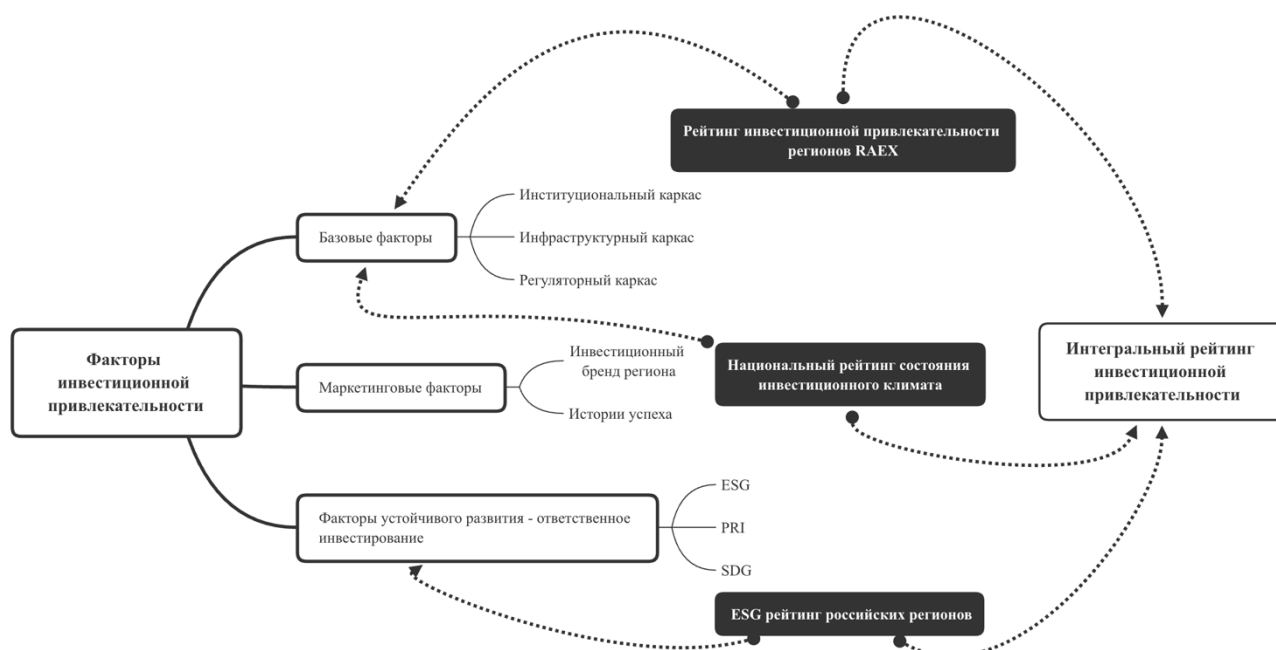 Рейтинг инвестиционной привлекательности
регионов RAEX
Институциональный каркас
Базовые факторы
Инфраструктурный каркас
Регуляторный каркас
Факторы
инвестиционной
привлекательности
Маркетинговые факторы
Инвестиционный
бренд региона
Истории успеха
Национальный рейтинг состояния
инвестиционного климата
Интегральный рейтинг
инвестиционной
привлекательности
Факторы устойчивого развития - ответственное
инвестирование
ESG
PRI
SDG
ESG рейтинг российских регионов